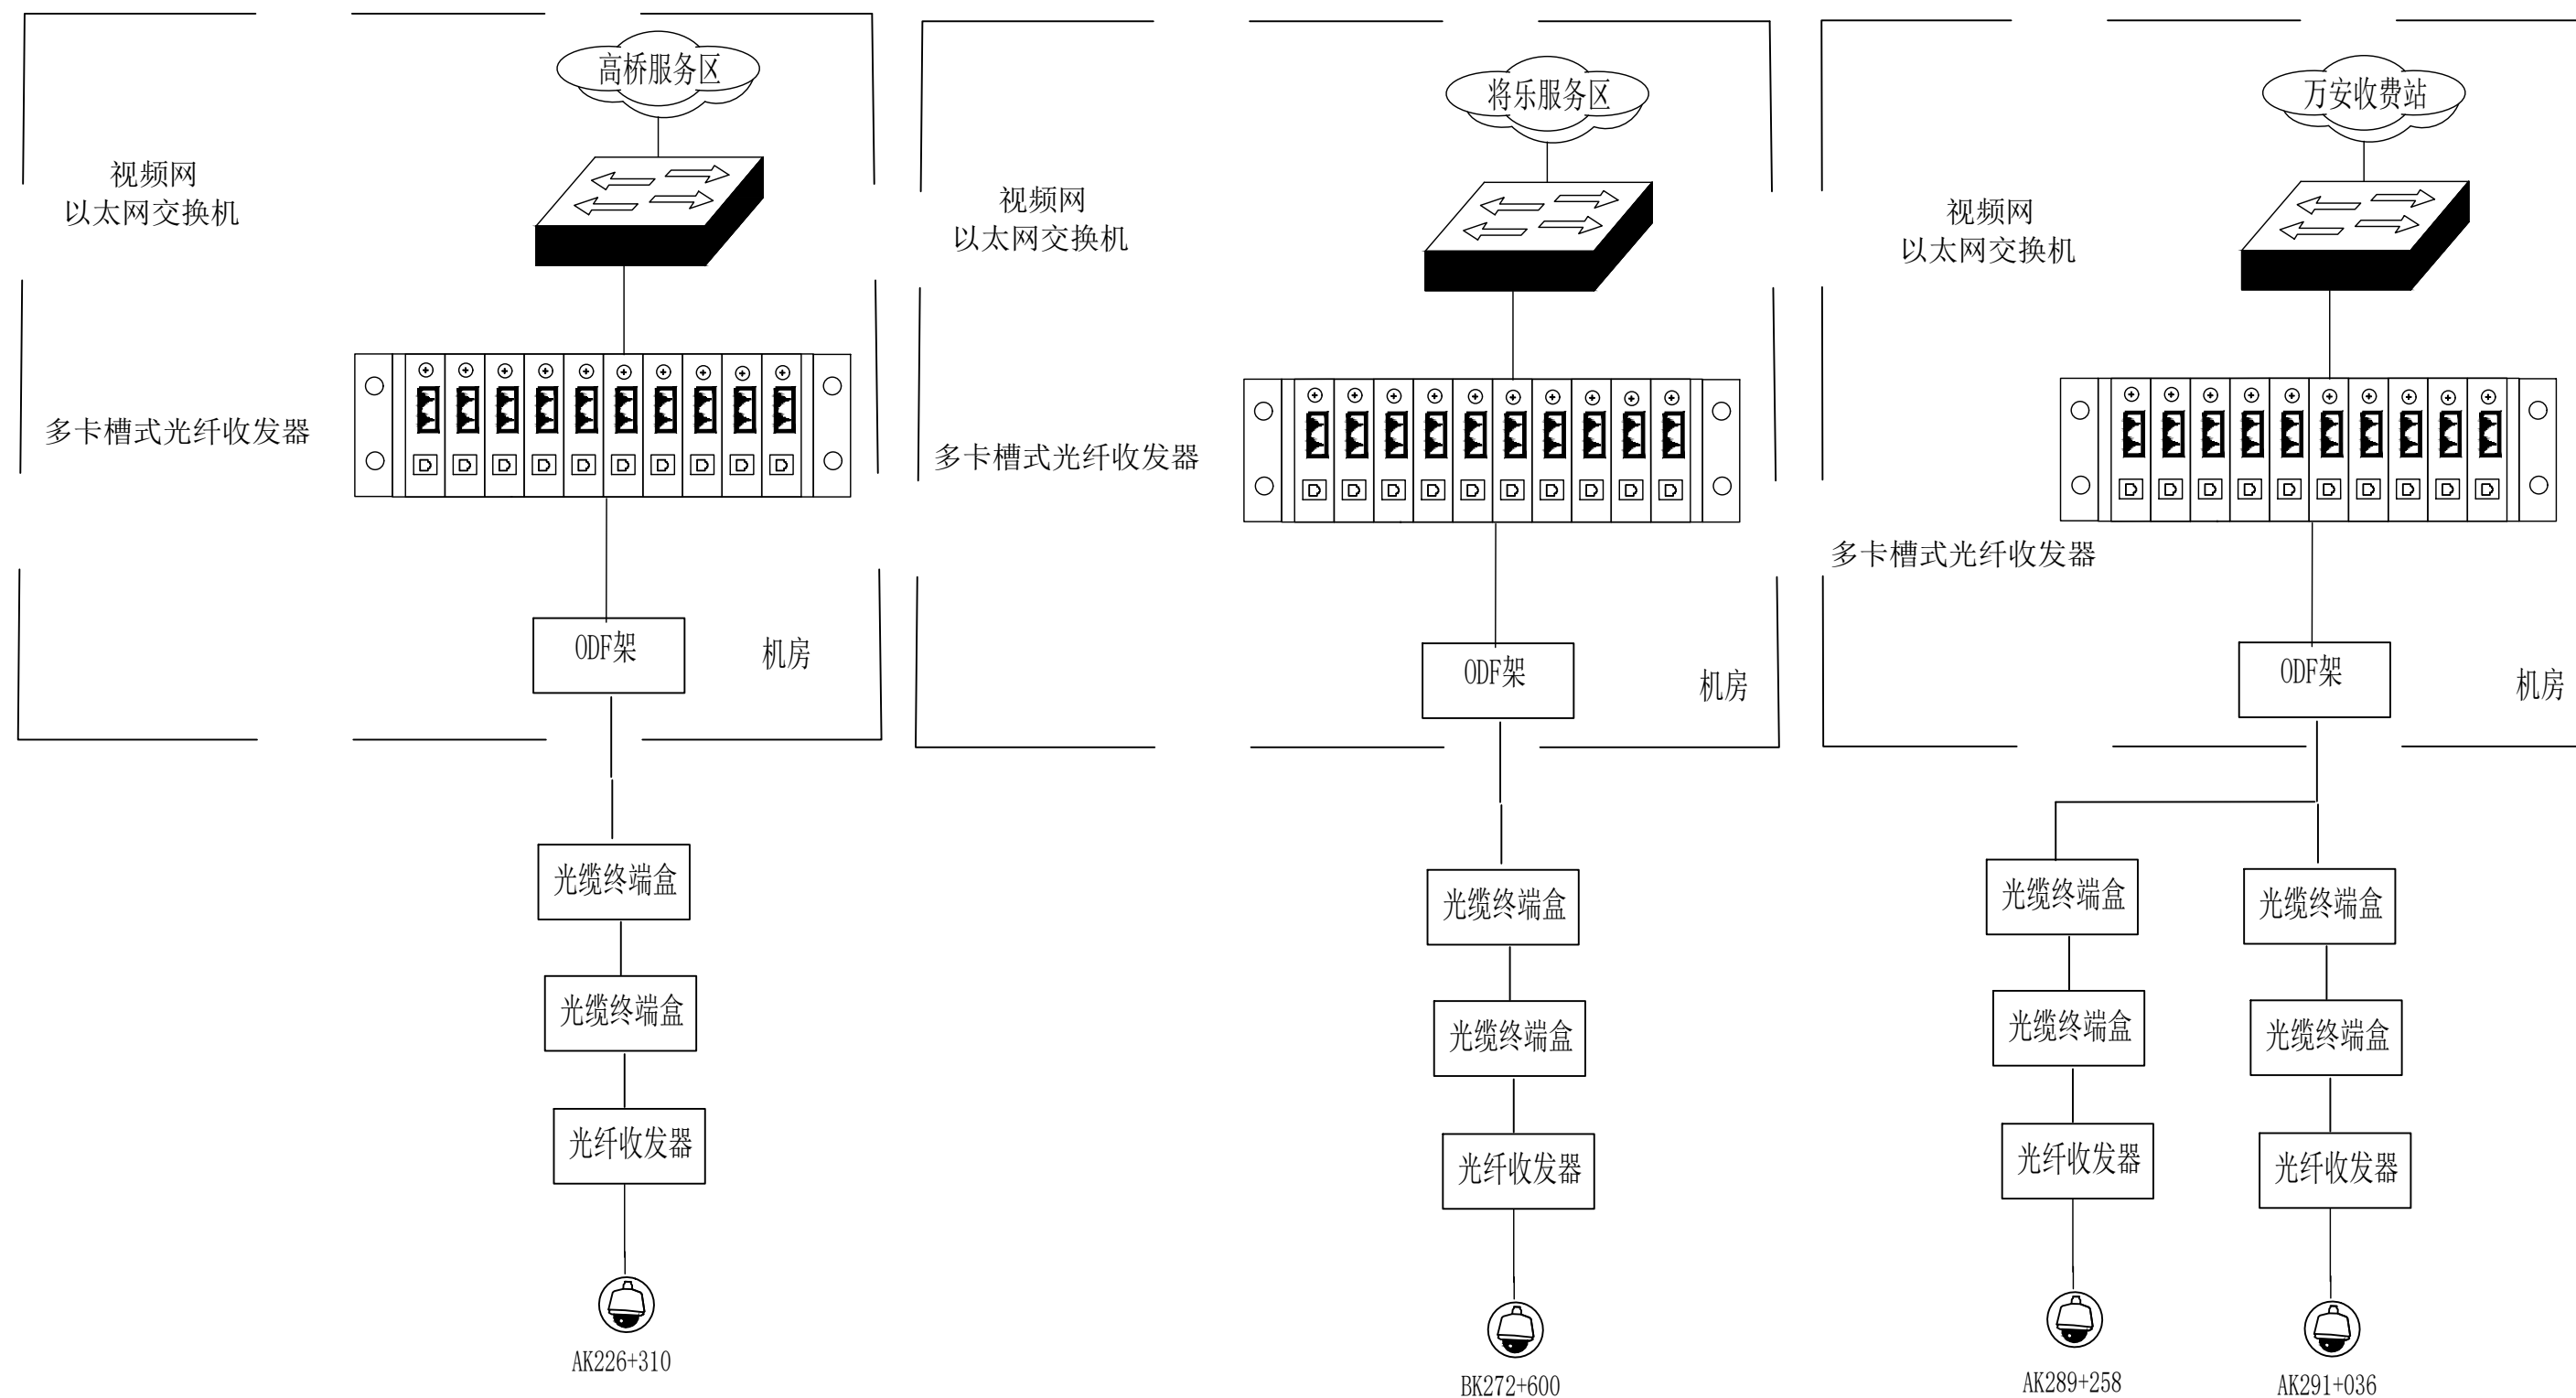 高桥服务区
视频网
以太网交换机
多卡槽式光纤收发器
ODF架
机房
光缆终端盒
光缆终端盒
光纤收发器
AK226+310
将乐服务区
视频网
以太网交换机
多卡槽式光纤收发器
ODF架
机房
光缆终端盒
光缆终端盒
光纤收发器
BK272+600
万安收费站
视频网
以太网交换机
多卡槽式光纤收发器
ODF架
机房
光缆终端盒
光缆终端盒
光纤收发器
AK289+258
光缆终端盒
光缆终端盒
光纤收发器
AK291+036